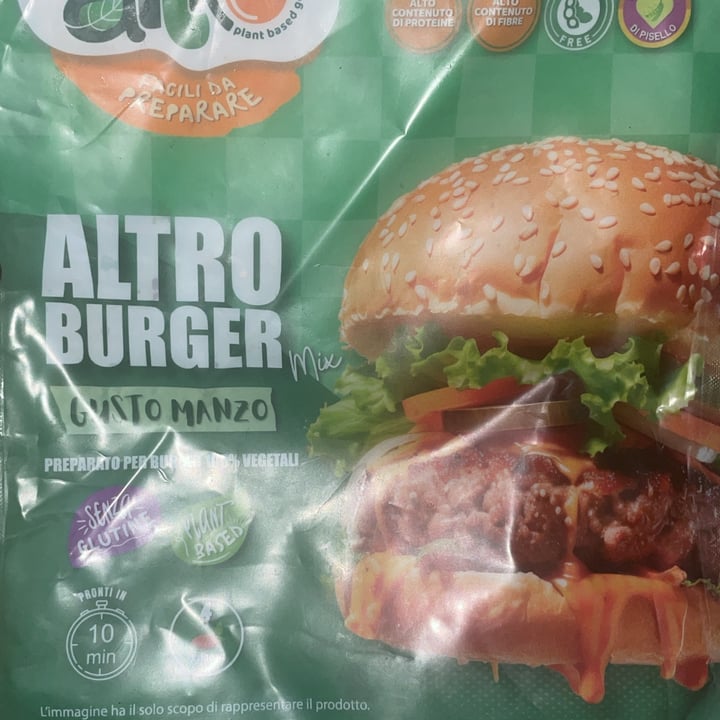 plant based
ALTO
CONTENUTO
DI PROTEINE
ALTO
CONTENUTO
DI FIBRE
FREE
DI PISELLO
FACILI DA
PREPARARE
ALTRO
BURGER
Mix
GUSTO MANZO
PREPARATO PER VEGETALI
SENZA
GLUTINE
PLANT
BASED
PRONTI IN
10
min
L'immagine ha il solo scopo di rappresentare il prodotto.